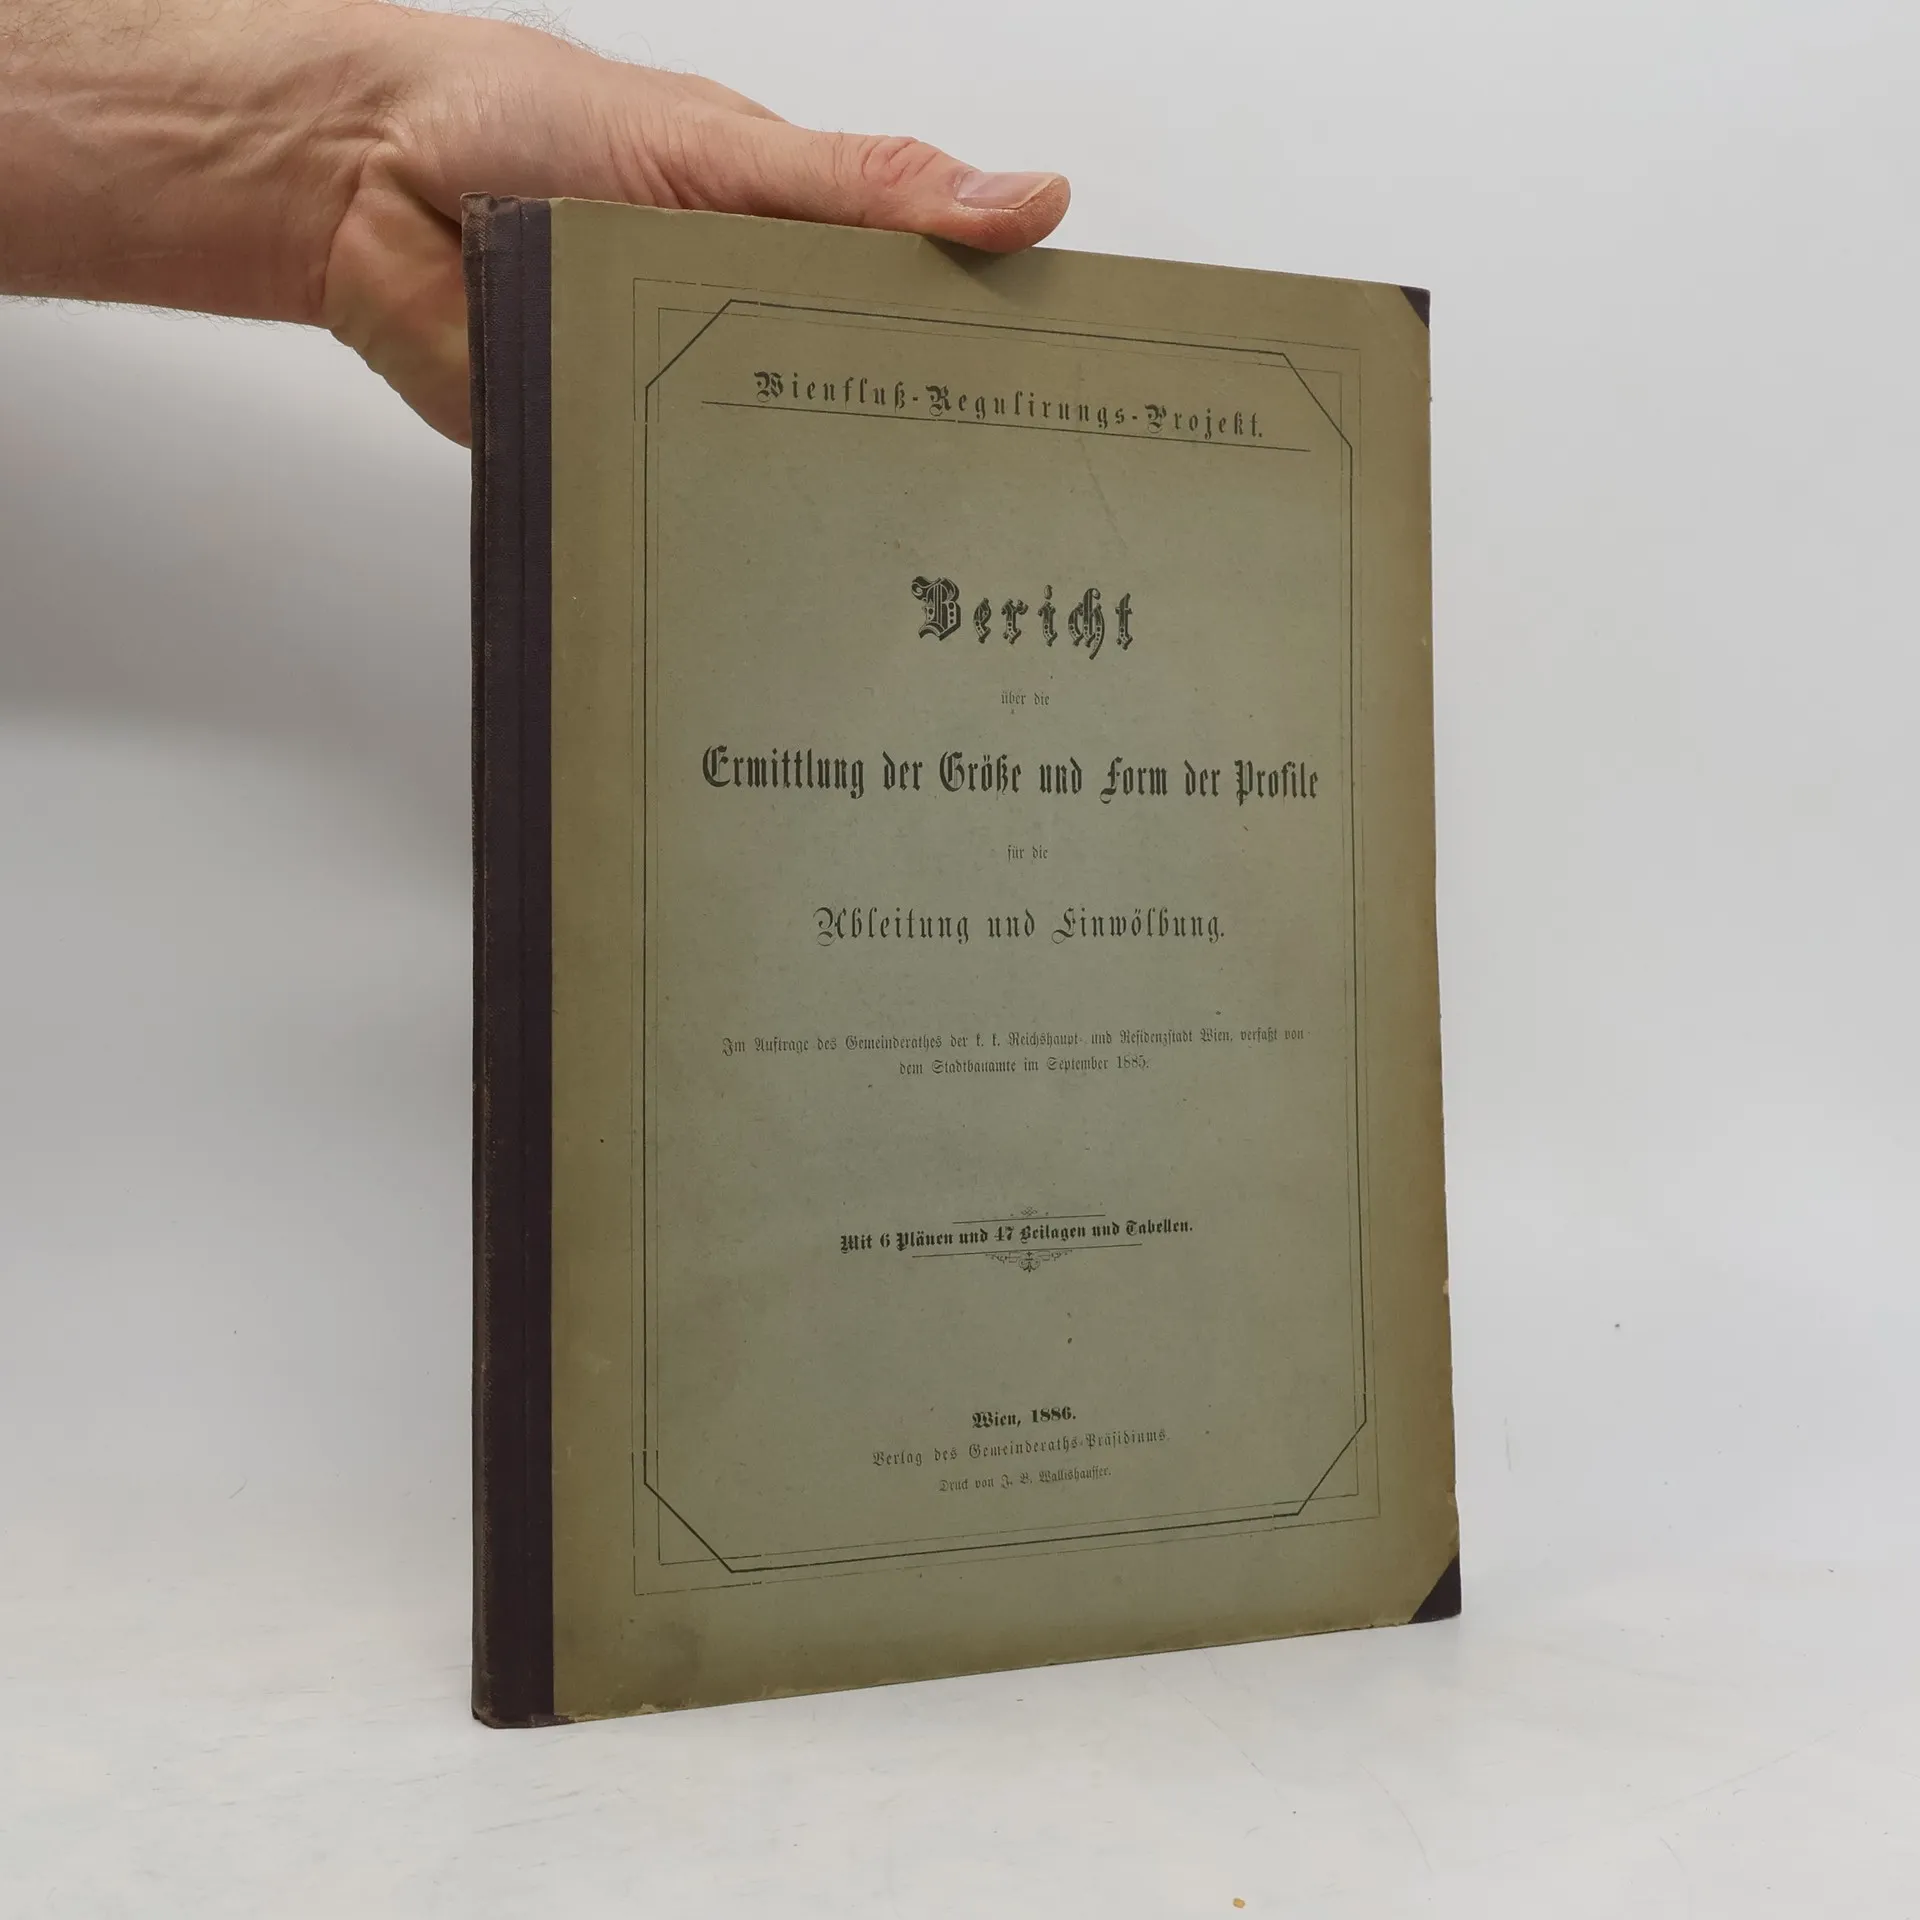 Wienfluß-Regulirungs-Projekt.
Bericht
über die
Ermittlung der Größe und Form der Profile
für die
Ableitung und Einwölbung.
Im Auftrage des Gemeinderathes der k. k. Reichshaupt- und Residenzstadt Wien, verfaßt von
dem Stadtbauamte im September 1885.
Mit 6 Plänen und 47 Beilagen und Tabellen.
Wien, 1886.
Verlag des Gemeinderaths-Präsidiums.
Druck von J. B. Wallishausser.